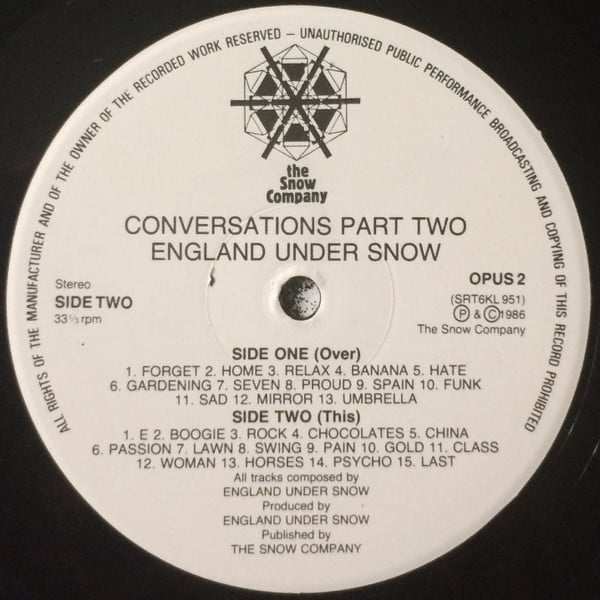 ALL RIGHTS OF THE MANUFACTURER AND OF THE OWNER OF THE RECORDED WORK RESERVED – UNAUTHORISED PUBLIC PERFORMANCE BROADCASTING AND COPYING OF THIS RECORD PROHIBITED
the
Snow
Company
CONVERSATIONS PART TWO
ENGLAND UNDER SNOW
Stereo
SIDE TWO
33⅓ rpm
OPUS 2
(SRT6KL 951)
Ⓟ & Ⓒ 1986
The Snow Company
SIDE ONE (Over)
1. FORGET 2. HOME 3. RELAX 4. BANANA 5. HATE
6. GARDENING 7. SEVEN 8. PROUD 9. SPAIN 10. FUNK
11. SAD 12. MIRROR 13. UMBRELLA
SIDE TWO (This)
1. E 2. BOOGIE 3. ROCK 4. CHOCOLATES 5. CHINA
6. PASSION 7. LAWN 8. SWING 9. PAIN 10. GOLD 11. CLASS
12. WOMAN 13. HORSES 14. PSYCHO 15. LAST
All tracks composed by
ENGLAND UNDER SNOW
Produced by
ENGLAND UNDER SNOW
Published by
THE SNOW COMPANY